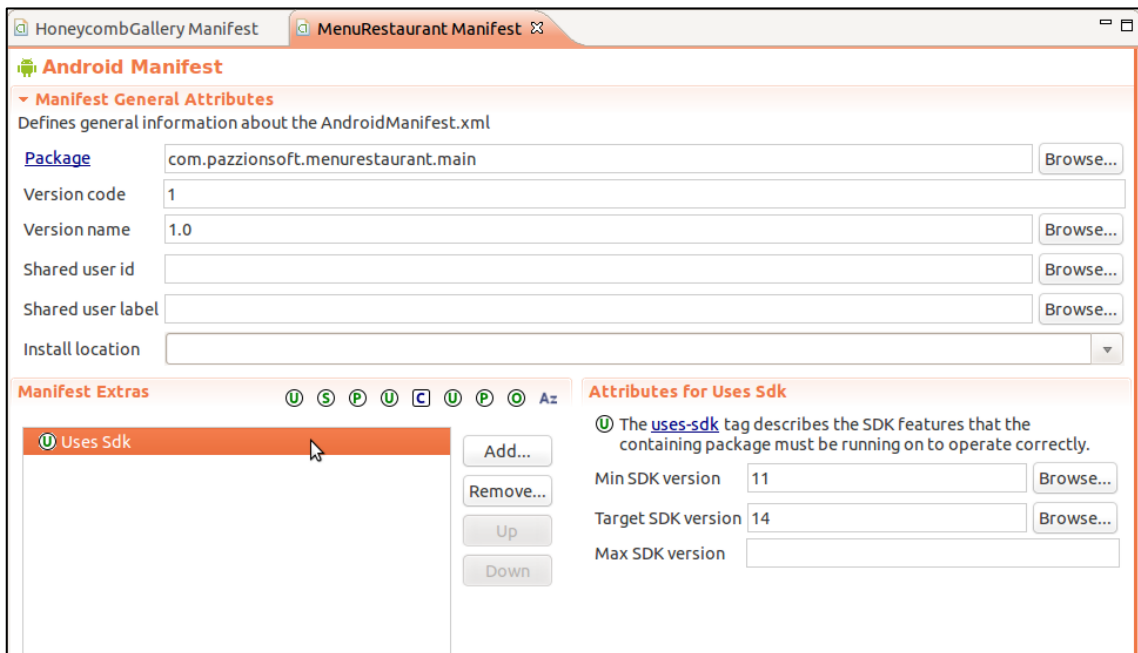 HoneycombGallery Manifest
MenuRestaurant Manifest
Android Manifest
Manifest General Attributes
Defines general information about the AndroidManifest.xml
Package com.pazzionsoft.menurestaurant.main Browse...
Version code 1
Version name 1.0 Browse...
Shared user id Browse...
Shared user label Browse...
Install location
Manifest Extras U S P U C U P O Az
U Uses Sdk
Add...
Remove...
Up
Down
Attributes for Uses Sdk
U The uses-sdk tag describes the SDK features that the
containing package must be running on to operate correctly.
Min SDK version 11 Browse...
Target SDK version 14 Browse...
Max SDK version